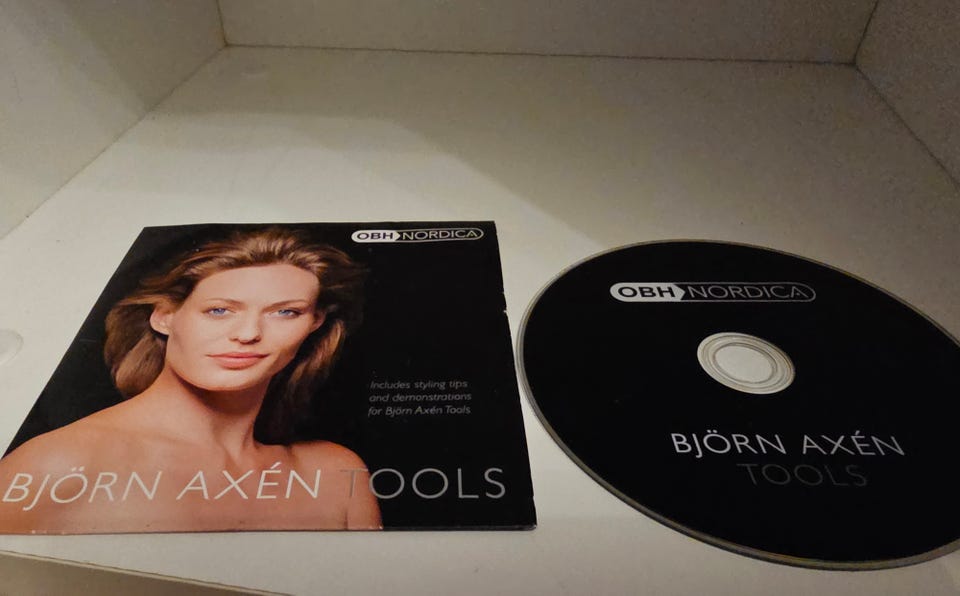 OBH NORDICA
Includes styling tips
and demonstrations
for Björn Axén Tools
BJÖRN AXÉN TOOLS
OBH NORDICA
BJÖRN AXÉN
TOOLS